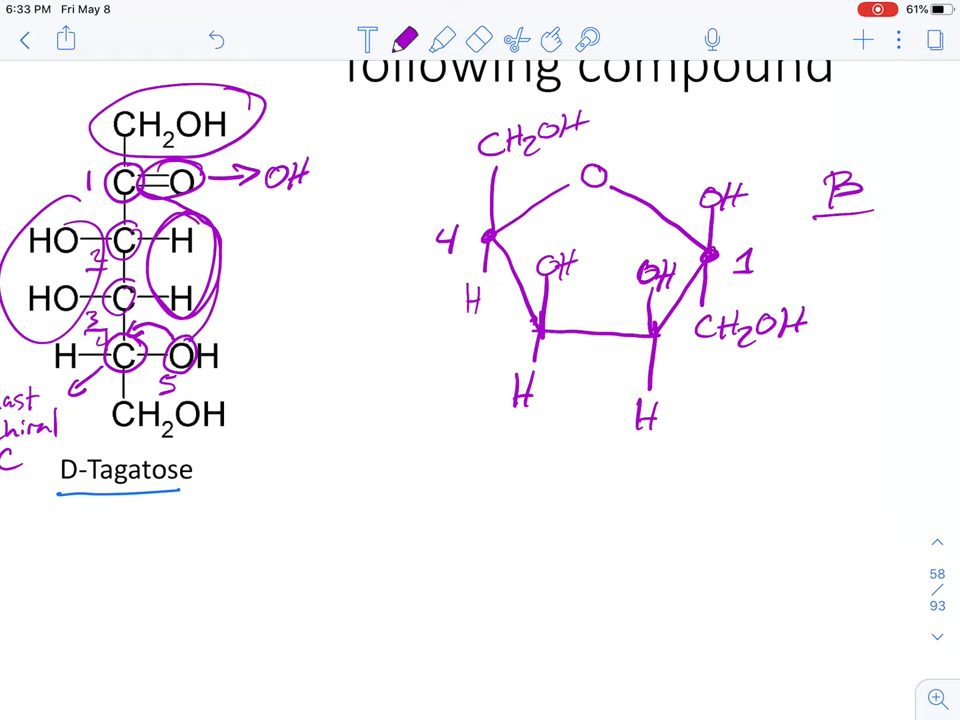 6:33 PM Fri May 8
61%
following compound
CH2OH
1 C=O → OH
HO-C-H
2
HO-C-H
3
4
H-C-OH
5
CH2OH
last
chiral
C
D-Tagatose
CH2OH
O
OH
B
4
1
OH
OH
H
CH2OH
H
H
58
/
93